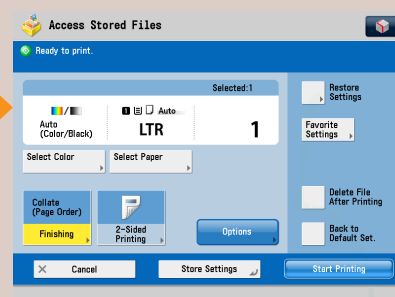 Access Stored Files
Ready to print.
Selected:1
Auto
(Color/Black)
1 Auto
LTR
1
Select Color
Select Paper
Collate
(Page Order)
Finishing
2-Sided
Printing
Options
Restore
Settings
Favorite
Settings
Delete File
After Printing
Back to
Default Set.
Cancel
Store Settings
Start Printing